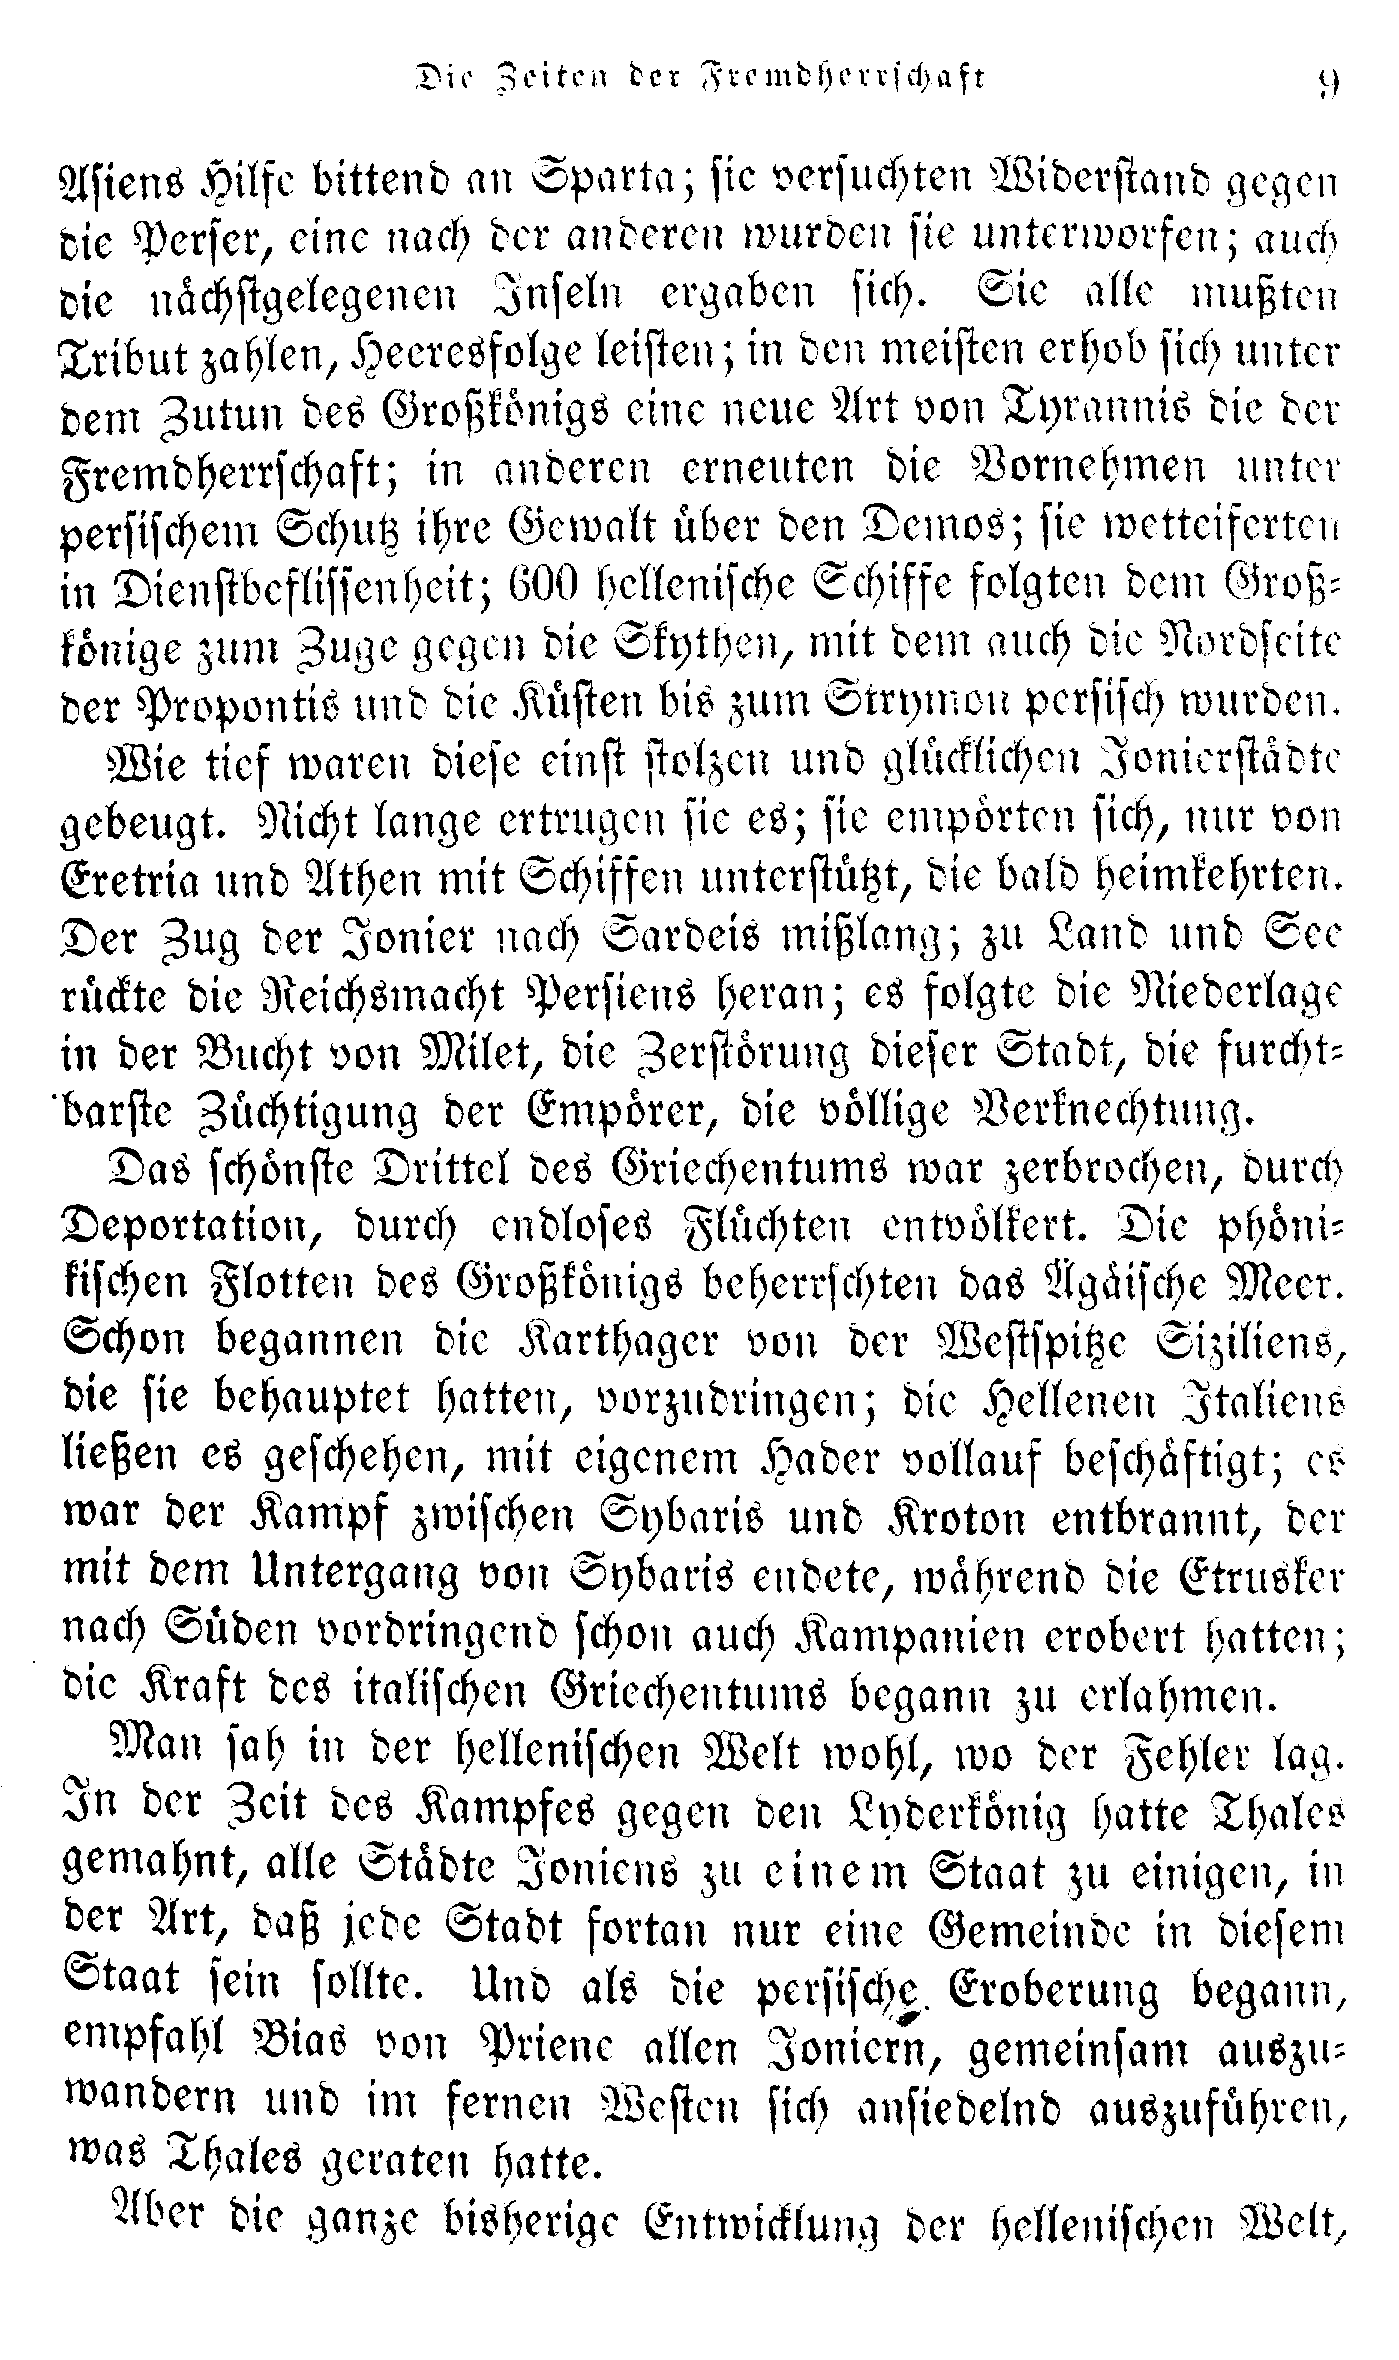 Die Zeiten der Fremdherrschaft 9
Asiens Hilfe bittend an Sparta; sie versuchten Widerstand gegen
die Perser, eine nach der anderen wurden sie unterworfen; auch
die nächstgelegenen Inseln ergaben sich. Sie alle mußten
Tribut zahlen, Heeresfolge leisten; in den meisten erhob sich unter
dem Zutun des Großkönigs eine neue Art von Tyrannis die der
Fremdherrschaft; in anderen erneuten die Vornehmen unter
persischem Schutz ihre Gewalt über den Demos; sie wetteiferten
in Dienstbeflissenheit; 600 hellenische Schiffe folgten dem Groß-
könige zum Zuge gegen die Skythen, mit dem auch die Nordseite
der Propontis und die Küsten bis zum Strymon persisch wurden.
Wie tief waren diese einst stolzen und glücklichen Jonierstädte
gebeugt. Nicht lange ertrugen sie es; sie empörten sich, nur von
Eretria und Athen mit Schiffen unterstützt, die bald heimkehrten.
Der Zug der Jonier nach Sardeis mißlang; zu Land und See
rückte die Reichsmacht Persiens heran; es folgte die Niederlage
in der Bucht von Milet, die Zerstörung dieser Stadt, die furcht-
barste Züchtigung der Empörer, die völlige Verknechtung.
Das schönste Drittel des Griechentums war zerbrochen, durch
Deportation, durch endloses Flüchten entvölkert. Die phöni-
kischen Flotten des Großkönigs beherrschten das Ägäische Meer.
Schon begannen die Karthager von der Westspitze Siziliens,
die sie behauptet hatten, vorzudringen; die Hellenen Italiens
ließen es geschehen, mit eigenem Hader vollauf beschäftigt; es
war der Kampf zwischen Sybaris und Kroton entbrannt, der
mit dem Untergang von Sybaris endete, während die Etrusker
nach Süden vordringend schon auch Kampanien erobert hatten;
die Kraft des italischen Griechentums begann zu erlahmen.
Man sah in der hellenischen Welt wohl, wo der Fehler lag.
In der Zeit des Kampfes gegen den Lyderkönig hatte Thales
gemahnt, alle Städte Joniens zu einem Staat zu einigen, in
der Art, daß jede Stadt fortan nur eine Gemeinde in diesem
Staat sein sollte. Und als die persische Eroberung begann,
empfahl Bias von Priene allen Joniern, gemeinsam auszu-
wandern und im fernen Westen sich ansiedelnd auszuführen,
was Thales geraten hatte.
Aber die ganze bisherige Entwicklung der hellenischen Welt,